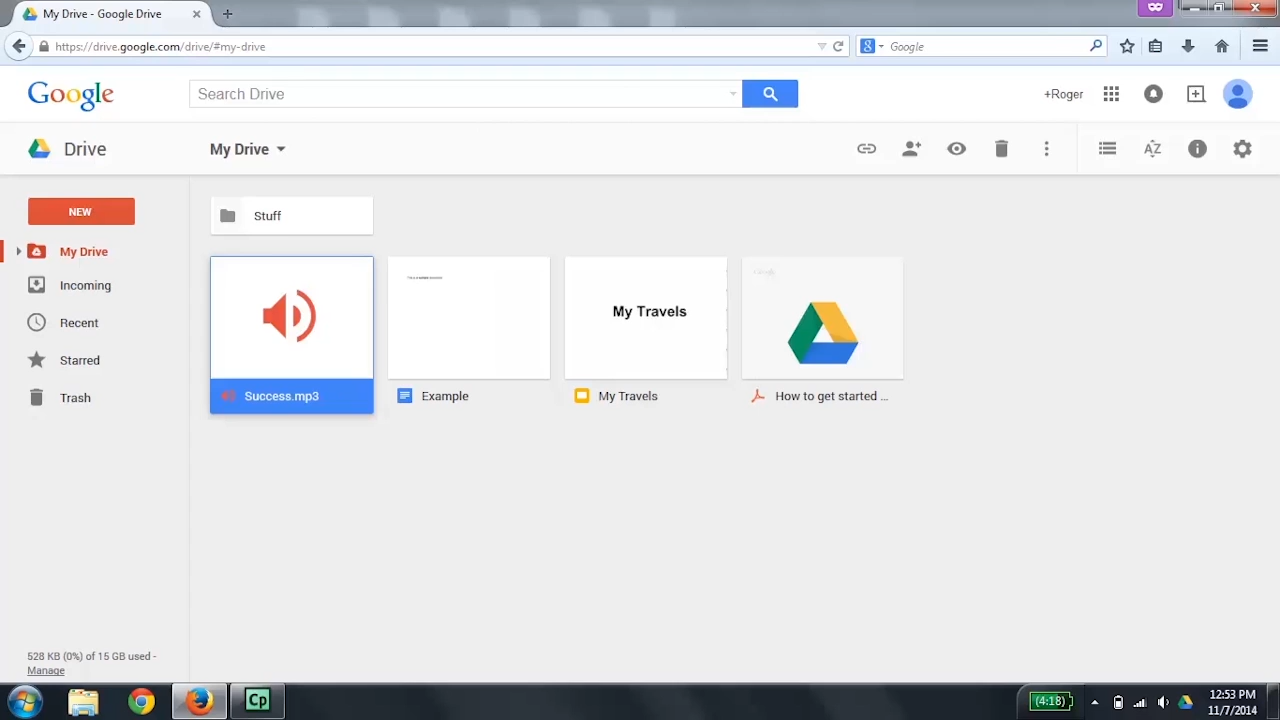 My Drive - Google Drive
https://drive.google.com/drive/#my-drive
Google
Google
Search Drive
+Roger
Drive
My Drive
AZ
NEW
My Drive
Incoming
Recent
Starred
Trash
Stuff
My Travels
Success.mp3
Example
My Travels
How to get started ...
528 KB (0%) of 15 GB used -
Manage
Cp
(4:18)
12:53 PM
11/7/2014